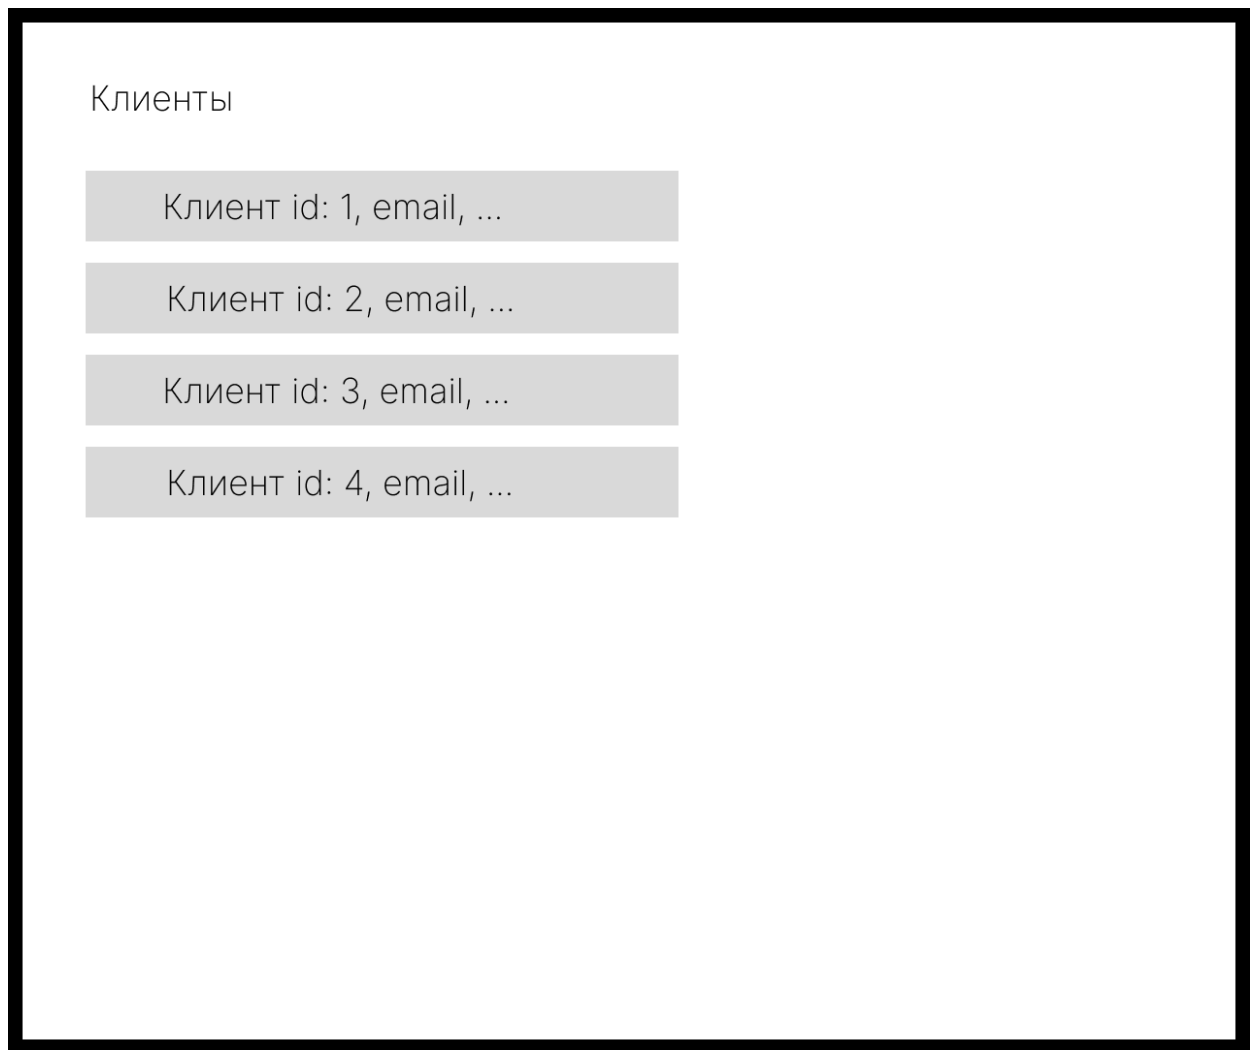 Клиенты
Клиент id: 1, email, ...
Клиент id: 2, email, ...
Клиент id: 3, email, ...
Клиент id: 4, email, ...